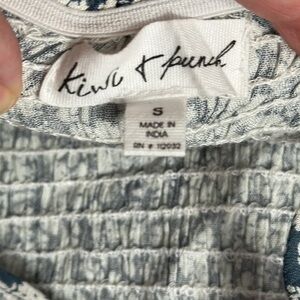 kiwi & punch
S
MADE IN
INDIA
RN # 112032